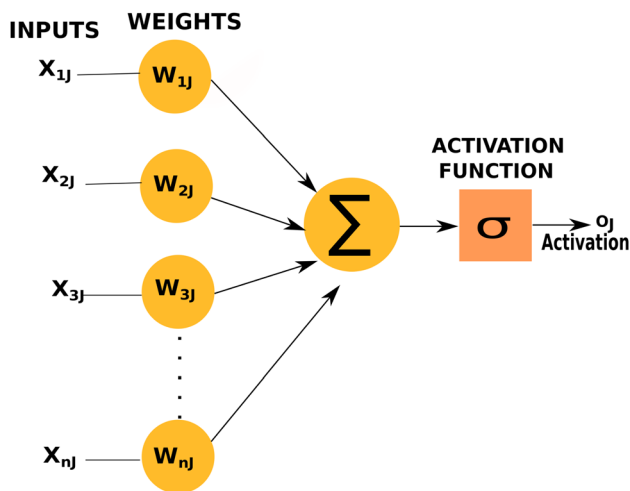 INPUTS
WEIGHTS
X1J
W1J
X2J
W2J
X3J
W3J
XnJ
WnJ
∑
ACTIVATION
FUNCTION
σ
OJ
Activation